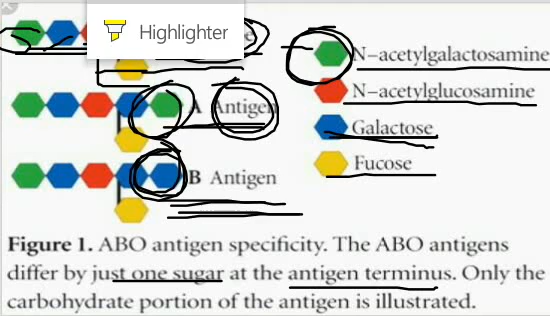 Highlighter
N–acetylgalactosamine
N–acetylglucosamine
A Antigen
Galactose
Fucose
B Antigen
Figure 1. ABO antigen specificity. The ABO antigens
differ by just one sugar at the antigen terminus. Only the
carbohydrate portion of the antigen is illustrated.